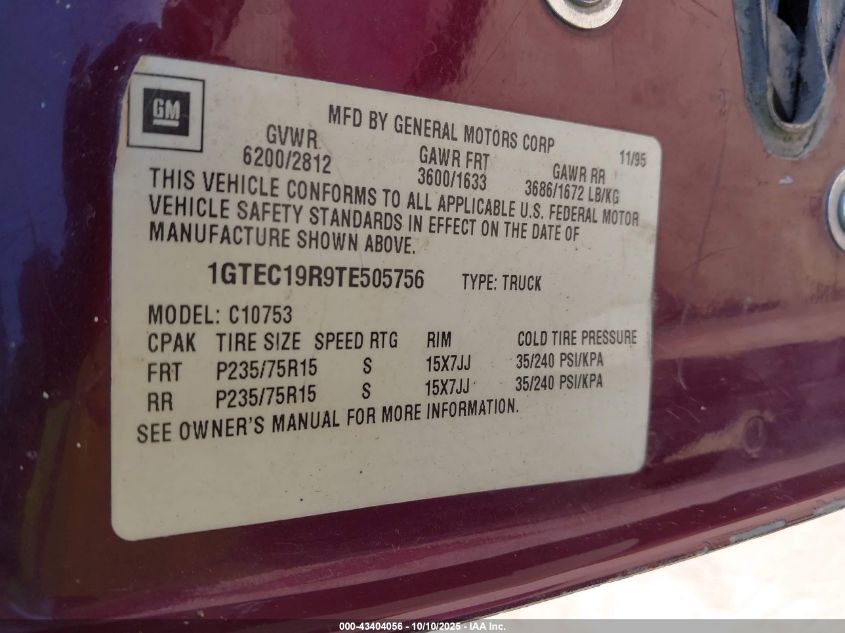 GM
MFD BY GENERAL MOTORS CORP 11/95
GVWR GAWR FRT GAWR RR
6200/2812 3600/1633 3686/1672 LB/KG
THIS VEHICLE CONFORMS TO ALL APPLICABLE U.S. FEDERAL MOTOR
VEHICLE SAFETY STANDARDS IN EFFECT ON THE DATE OF
MANUFACTURE SHOWN ABOVE.
1GTEC19R9TE505756 TYPE: TRUCK
MODEL: C10753
CPAK TIRE SIZE SPEED RTG RIM COLD TIRE PRESSURE
FRT P235/75R15 S 15X7JJ 35/240 PSI/KPA
RR P235/75R15 S 15X7JJ 35/240 PSI/KPA
SEE OWNER'S MANUAL FOR MORE INFORMATION.
000-43404056 - 10/10/2025 - IAA Inc.